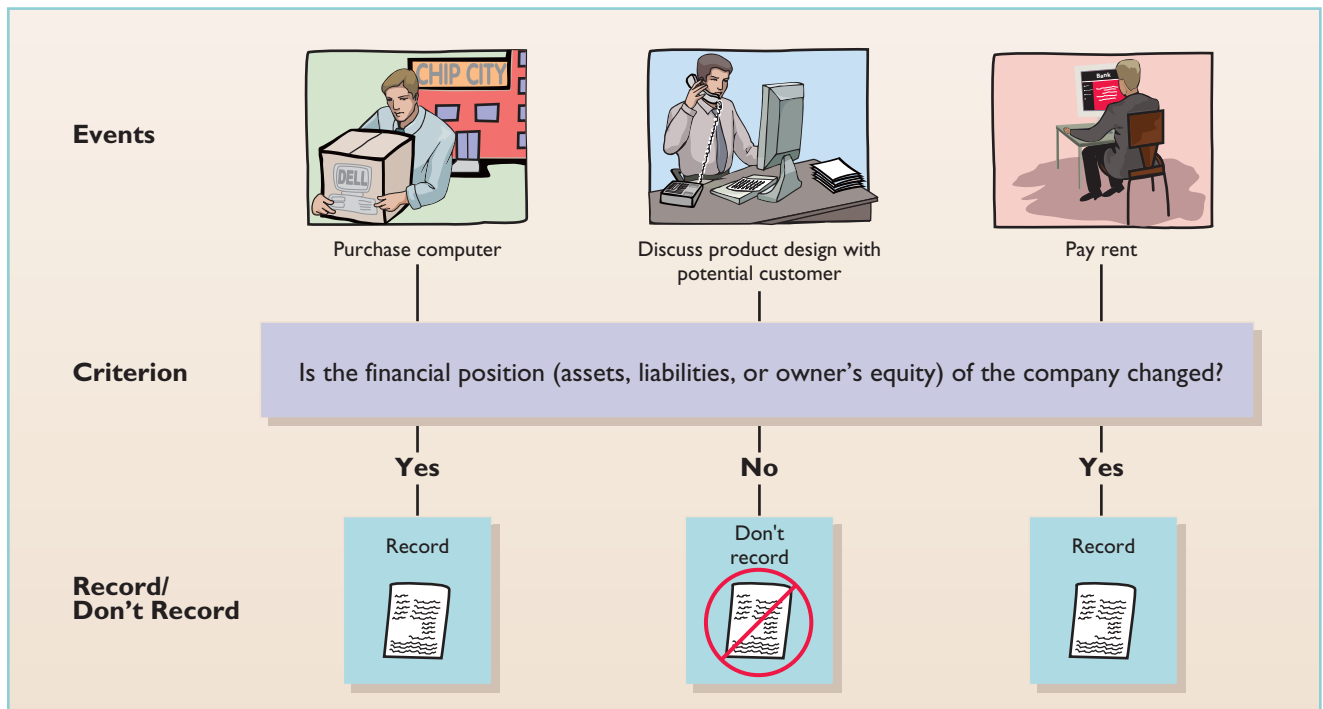 Events
CHIP CITY
DELL
Bank
Purchase computer
Discuss product design with
potential customer
Pay rent
Criterion
Is the financial position (assets, liabilities, or owner’s equity) of the company changed?
Yes
No
Yes
Record/
Don’t Record
Record
Don't
record
Record